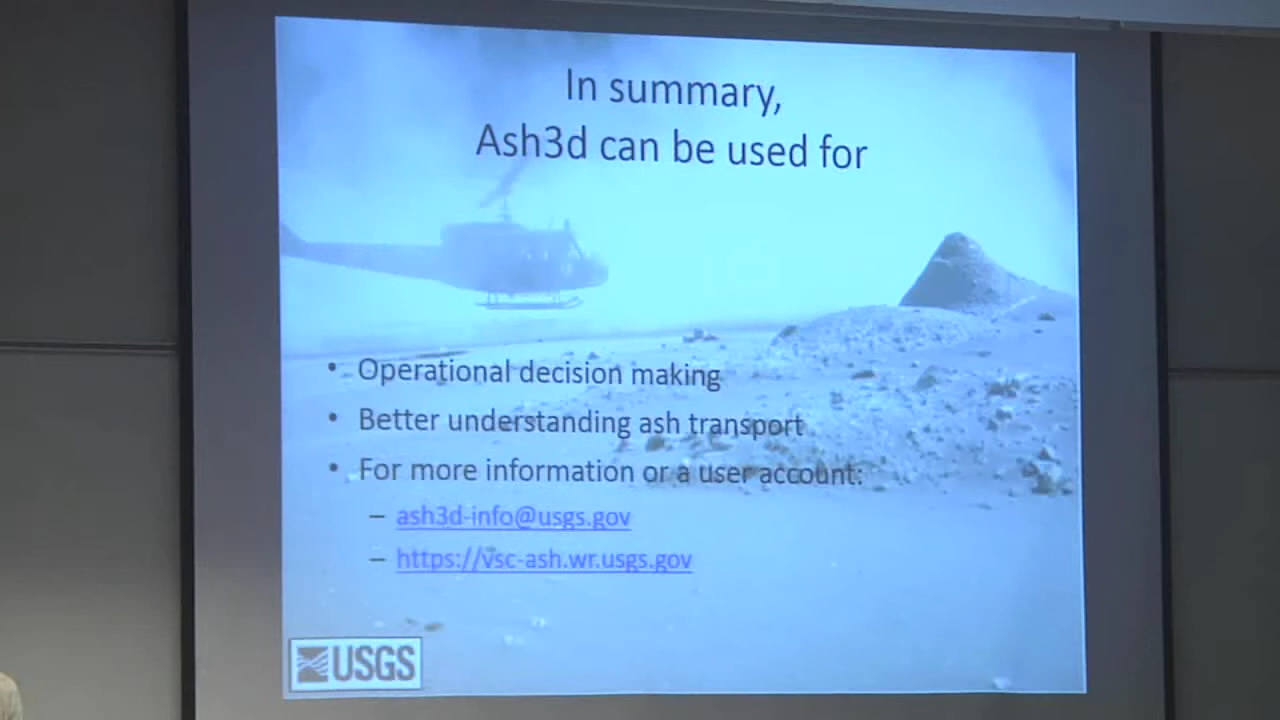 In summary,
Ash3d can be used for
• Operational decision making
• Better understanding ash transport
• For more information or a user account:
– ash3d-info@usgs.gov
– https://vsc-ash.wr.usgs.gov
USGS